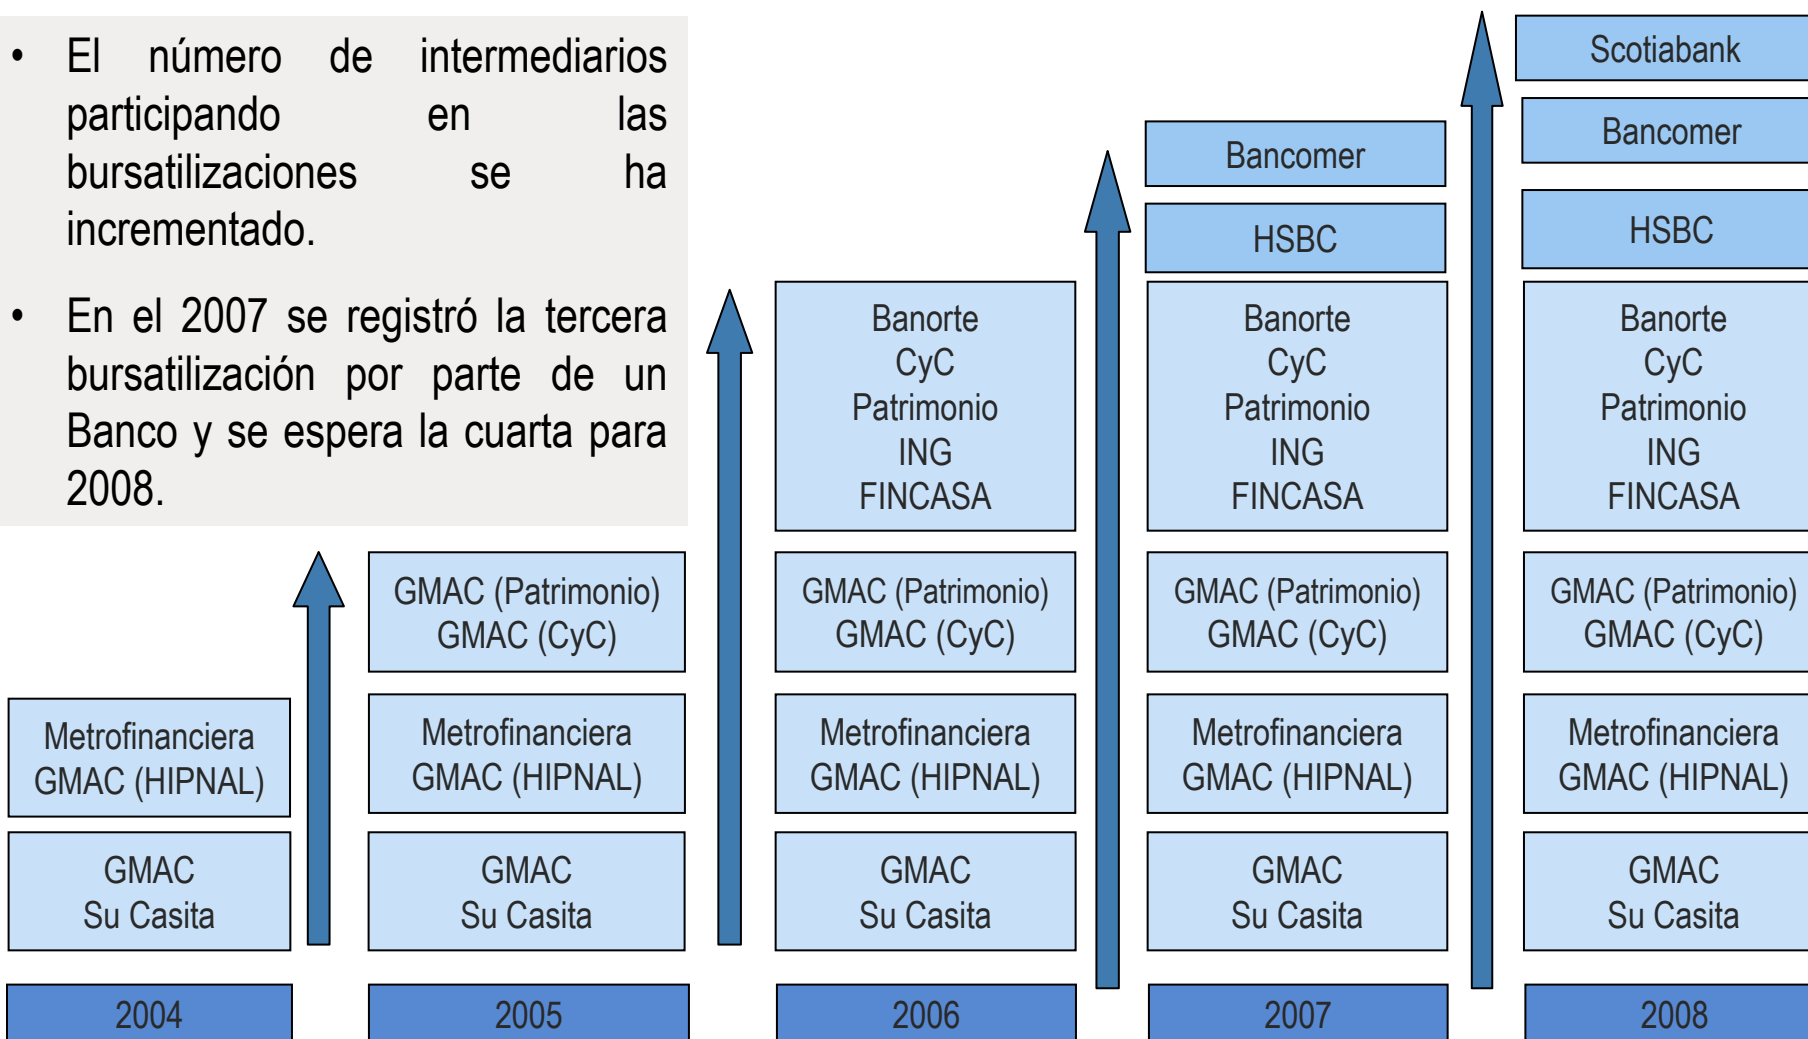 • El número de intermediarios
participando en las
bursatilizaciones se ha
incrementado.
• En el 2007 se registró la tercera
bursatilización por parte de un
Banco y se espera la cuarta para
2008.
Metrofinanciera
GMAC (HIPNAL)
GMAC
Su Casita
2004
GMAC (Patrimonio)
GMAC (CyC)
Metrofinanciera
GMAC (HIPNAL)
GMAC
Su Casita
2005
Banorte
CyC
Patrimonio
ING
FINCASA
GMAC (Patrimonio)
GMAC (CyC)
Metrofinanciera
GMAC (HIPNAL)
GMAC
Su Casita
2006
Bancomer
HSBC
Banorte
CyC
Patrimonio
ING
FINCASA
GMAC (Patrimonio)
GMAC (CyC)
Metrofinanciera
GMAC (HIPNAL)
GMAC
Su Casita
2007
Scotiabank
Bancomer
HSBC
Banorte
CyC
Patrimonio
ING
FINCASA
GMAC (Patrimonio)
GMAC (CyC)
Metrofinanciera
GMAC (HIPNAL)
GMAC
Su Casita
2008